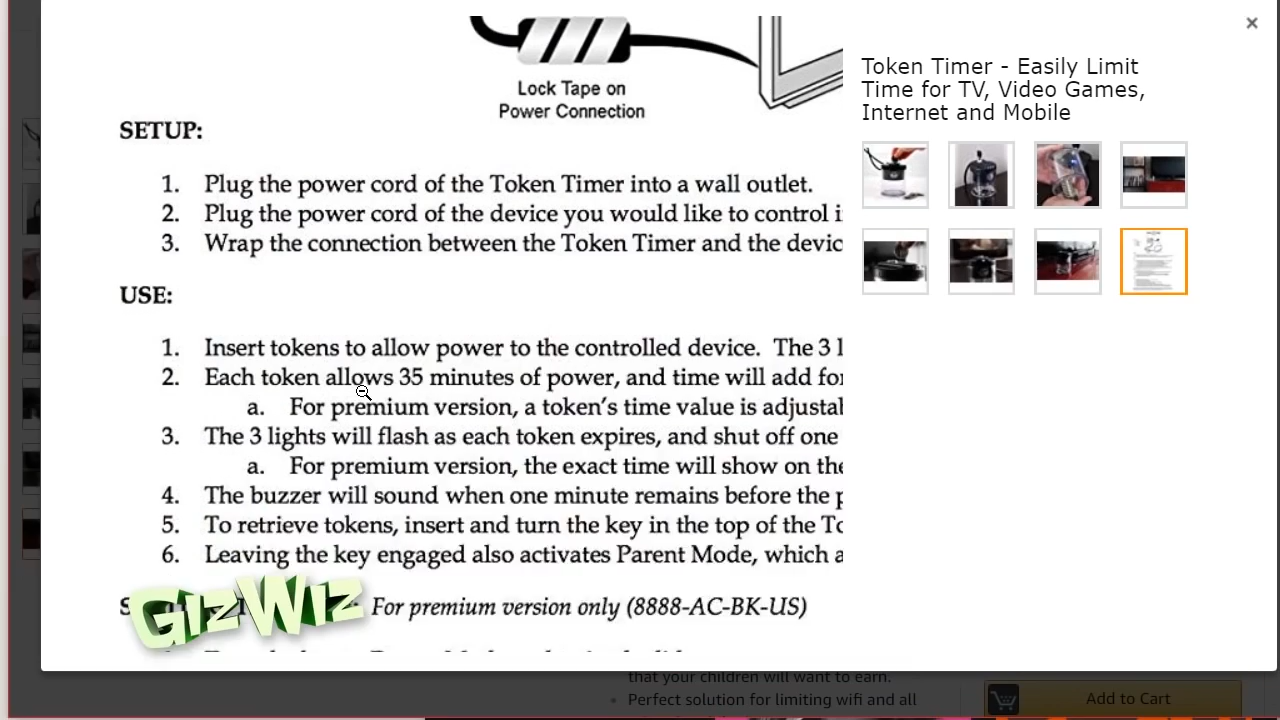 Lock Tape on
Power Connection
SETUP:
1. Plug the power cord of the Token Timer into a wall outlet.
2. Plug the power cord of the device you would like to control
3. Wrap the connection between the Token Timer and the
USE:
1. Insert tokens to allow power to the controlled device. The 3
2. Each token allows 35 minutes of power, and time will add
a. For premium version, a token's time value is
3. The 3 lights will flash as each token expires, and shut off one
a. For premium version, the exact time will show on the
4. The buzzer will sound when one minute remains before the
5. To retrieve tokens, insert and turn the key in the top of the
6. Leaving the key engaged also activates Parent Mode, which
GizWiz
For premium version only (8888-AC-BK-US)
×
Token Timer - Easily Limit
Time for TV, Video Games,
Internet and Mobile
that your children will want to earn.
• Perfect solution for limiting wifi and all
Add to Cart